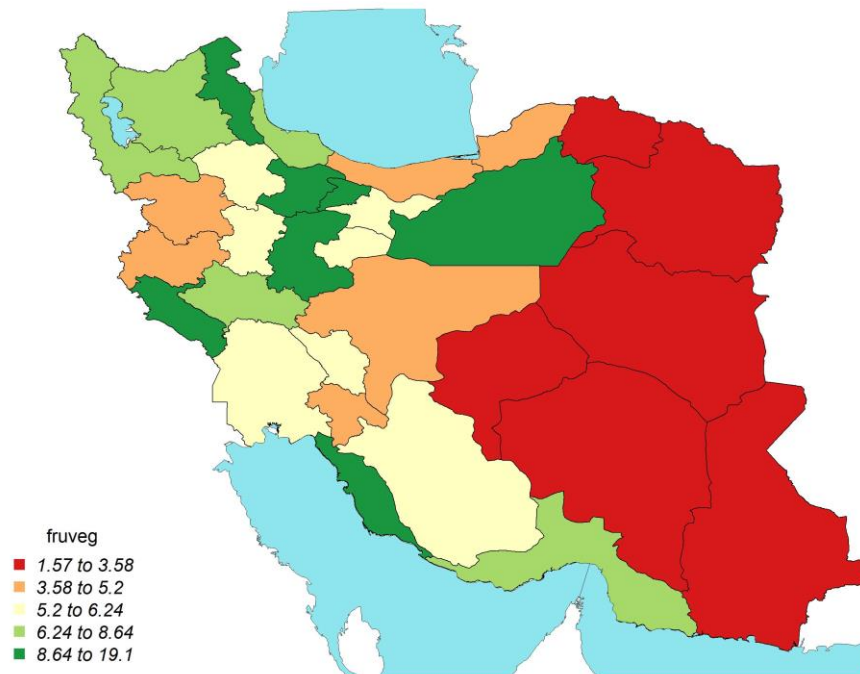 fruveg
1.57 to 3.58
3.58 to 5.2
5.2 to 6.24
6.24 to 8.64
8.64 to 19.1